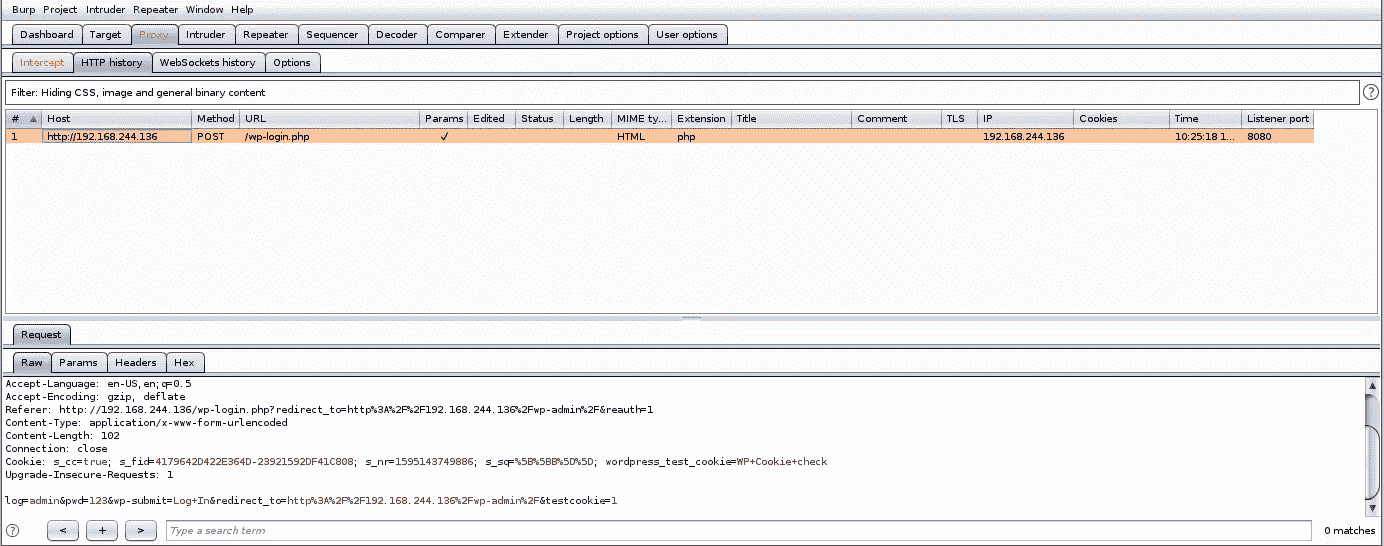 Burp Project Intruder Repeater Window Help
Dashboard Target Proxy Intruder Repeater Sequencer Decoder Comparer Extender Project options User options
Intercept HTTP history WebSockets history Options
Filter: Hiding CSS, image and general binary content ?
# Host Method URL Params Edited Status Length MIME ty... Extension Title Comment TLS IP Cookies Time Listener port
1 http://192.168.244.136 POST /wp-login.php ✓ HTML php 192.168.244.136 10:25:18 1... 8080
Request
Raw Params Headers Hex
Accept-Language: en-US,en;q=0.5
Accept-Encoding: gzip, deflate
Referer: http://192.168.244.136/wp-login.php?redirect_to=http%3A%2F%2F192.168.244.136%2Fwp-admin%2F&reauth=1
Content-Type: application/x-www-form-urlencoded
Content-Length: 102
Connection: close
Cookie: s_cc=true; s_fid=4179642D422E364D-23921592DF41C808; s_nr=1595143749886; s_sq=%5B%5BB%5D%5D; wordpress_test_cookie=WP+Cookie+check
Upgrade-Insecure-Requests: 1
log=admin&pwd=123&wp-submit=Log+In&redirect_to=http%3A%2F%2F192.168.244.136%2Fwp-admin%2F&testcookie=1
? < + > Type a search term 0 matches